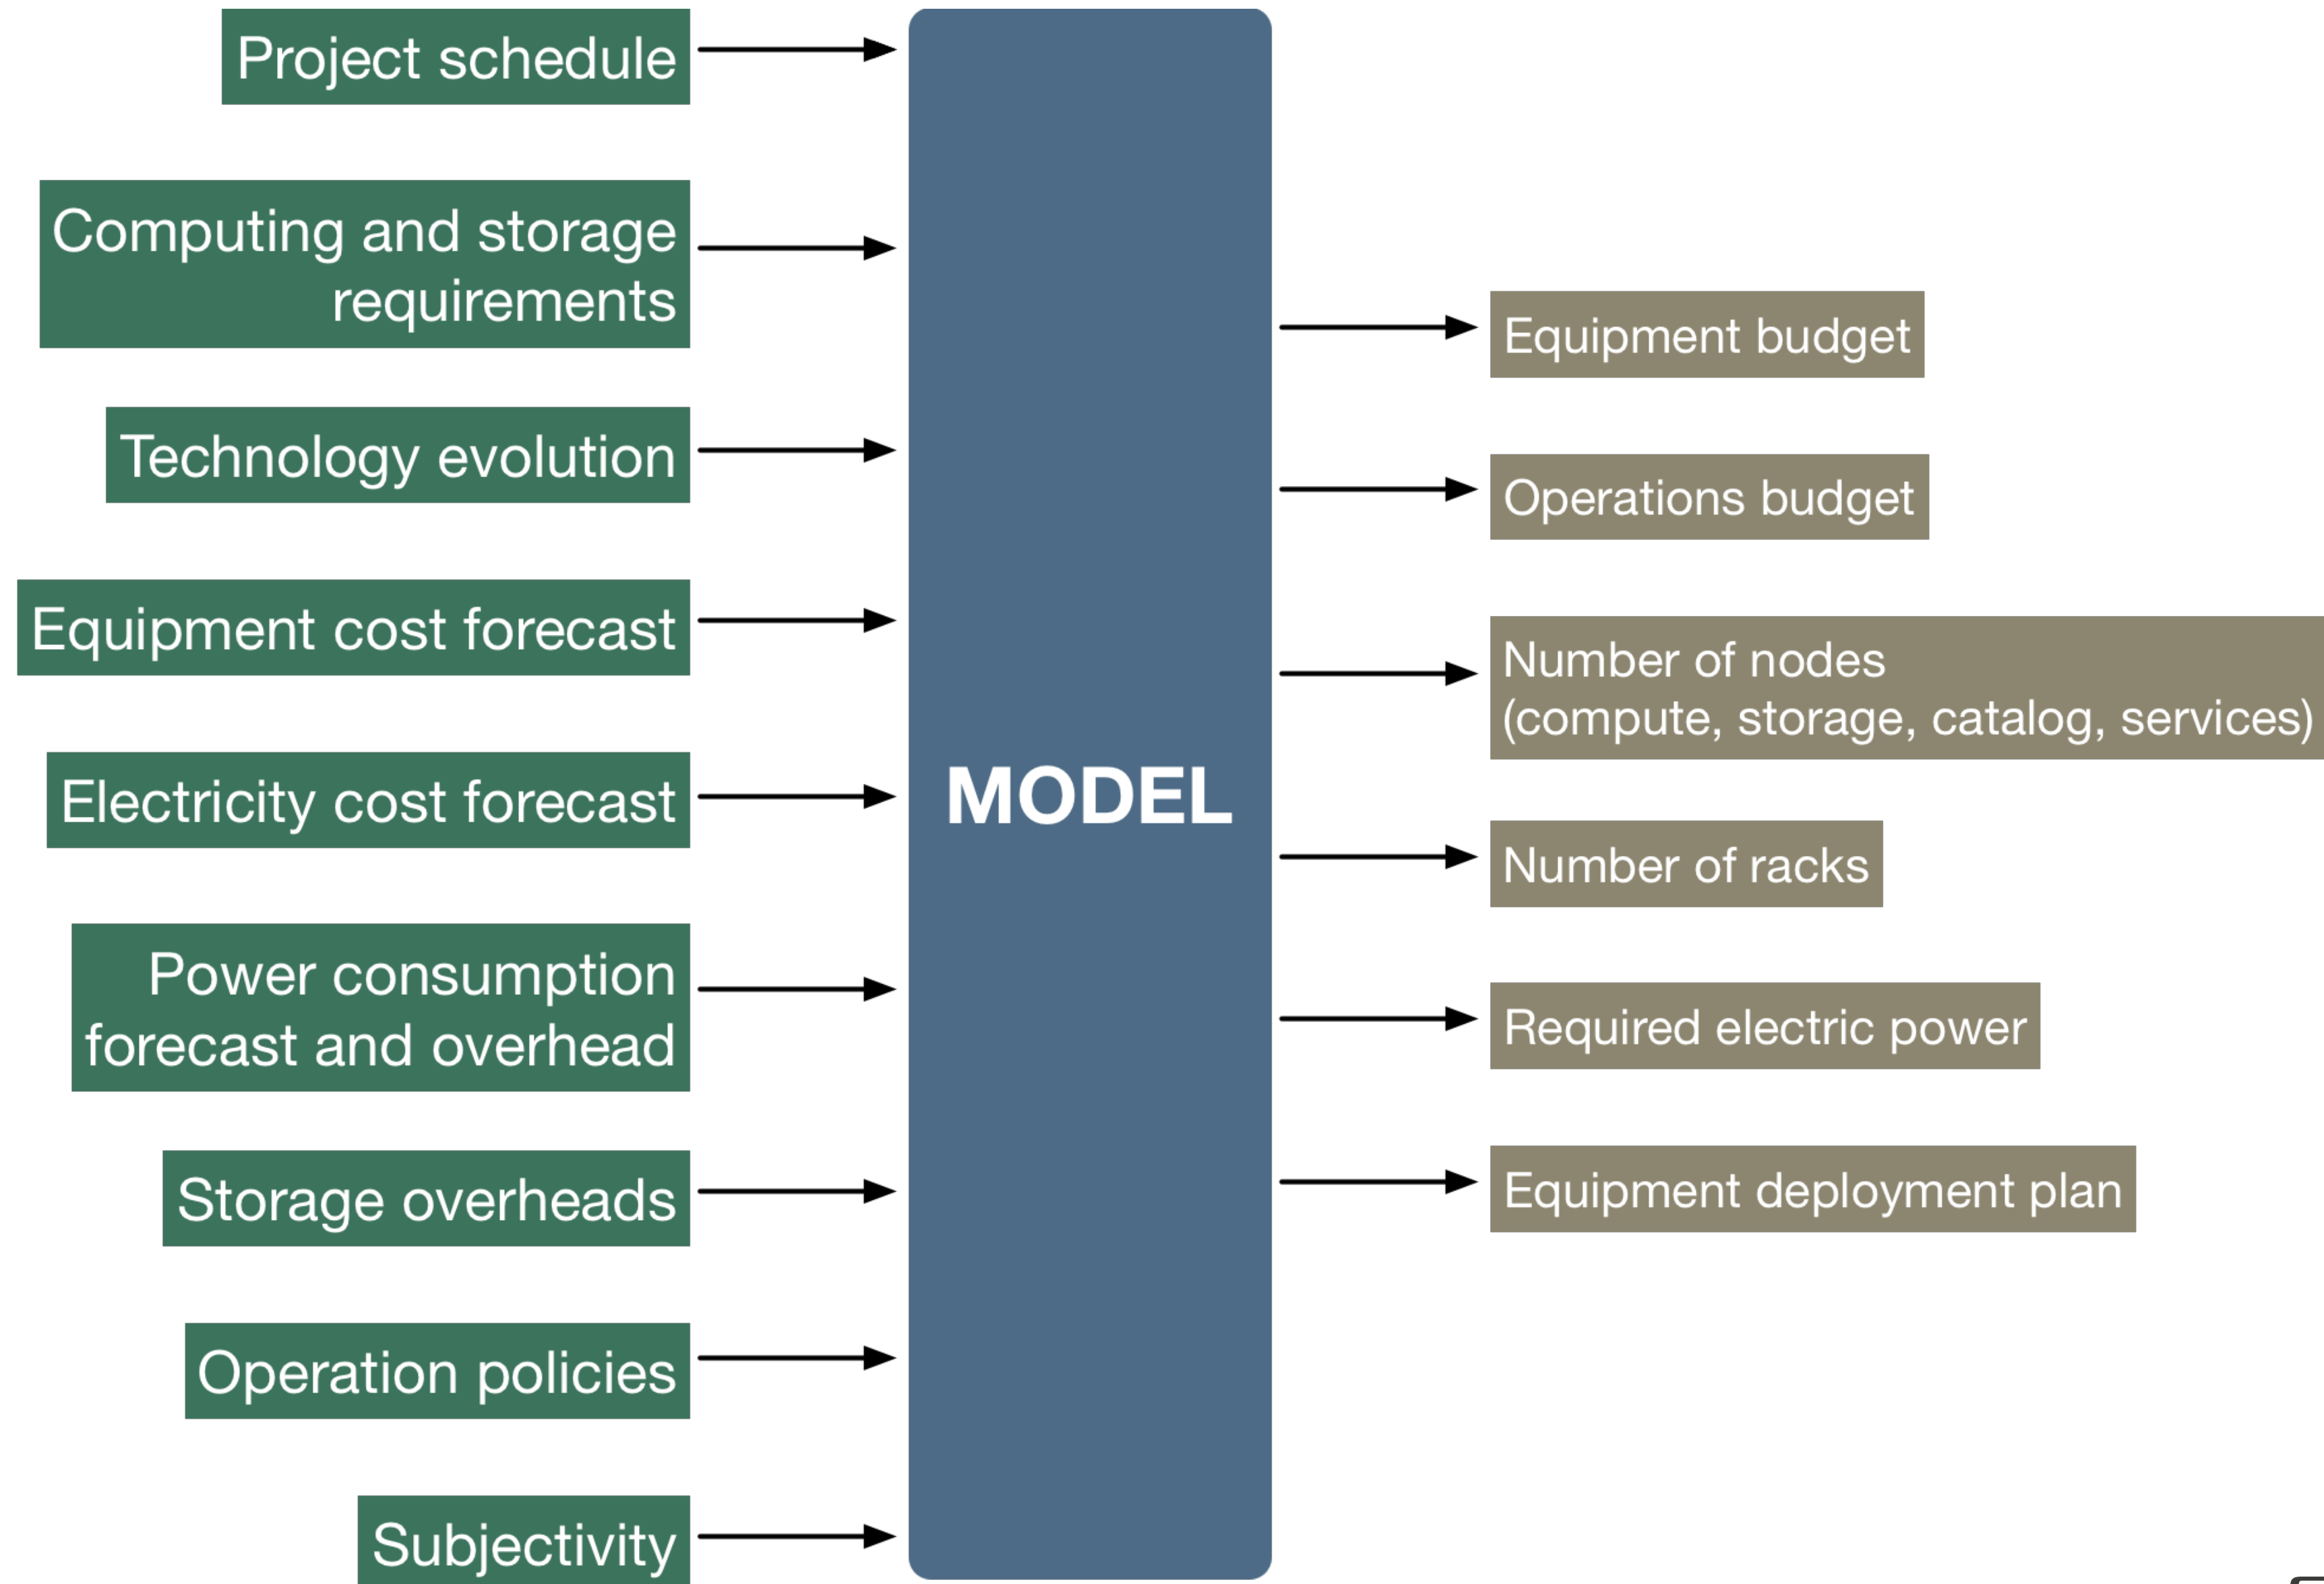 Project schedule
Computing and storage
requirements
Technology evolution
Equipment cost forecast
Electricity cost forecast
Power consumption
forecast and overhead
Storage overheads
Operation policies
Subjectivity
MODEL
Equipment budget
Operations budget
Number of nodes
(compute, storage, catalog, services)
Number of racks
Required electric power
Equipment deployment plan